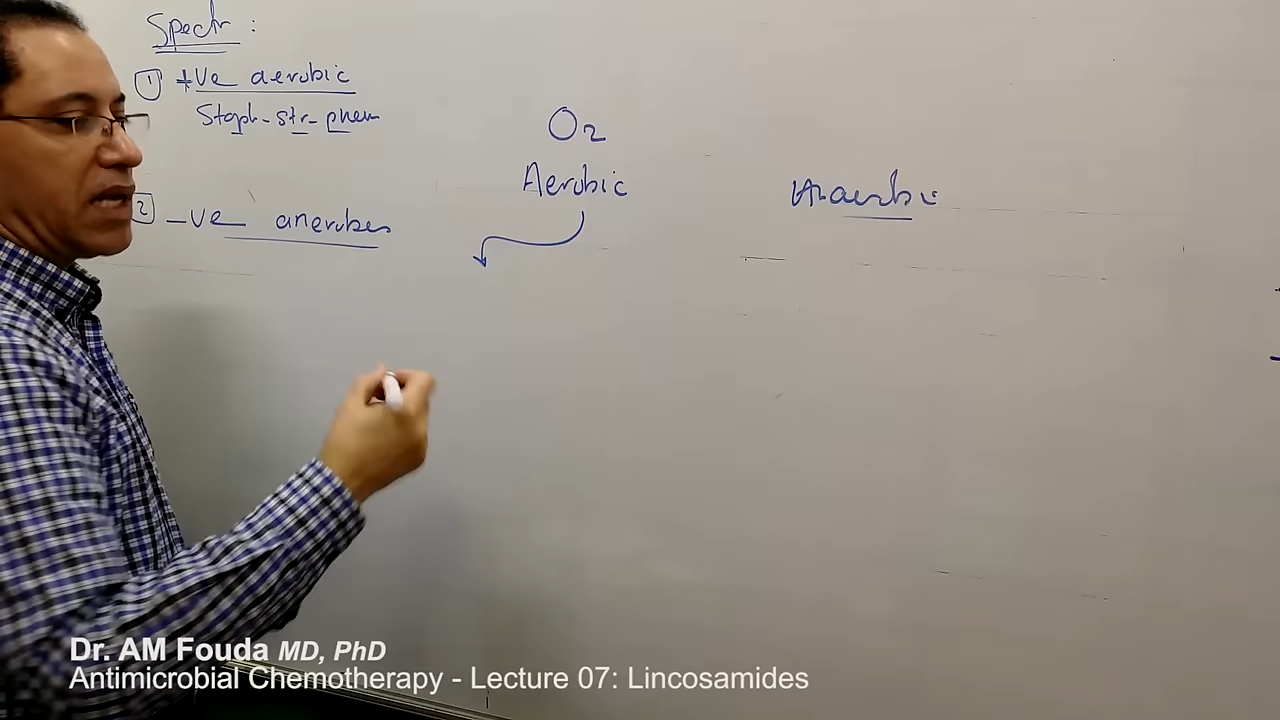 Spectr :
1 +ve aerobic
Staph - str - pneu
2 -ve anerobes
O2
Aerobic
Anaerobic
Dr. AM Fouda MD, PhD
Antimicrobial Chemotherapy - Lecture 07: Lincosamides